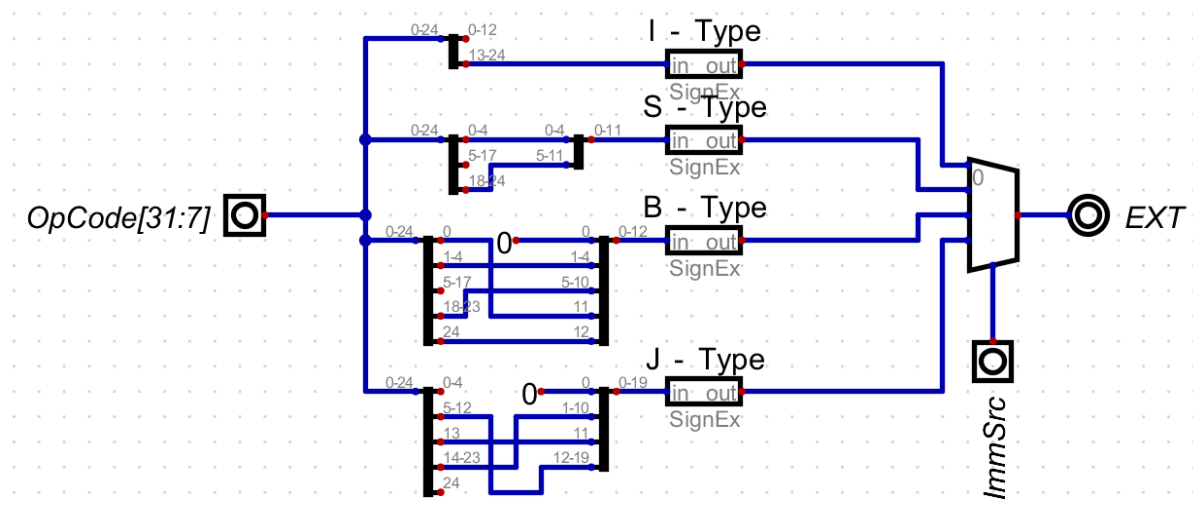 I - Type
0-24 0-12
13-24
in out
SignEx
S - Type
0-24 0-4 0-4 0-11
5-17 5-11
18-24
in out
SignEx
0
OpCode[31:7]
EXT
B - Type
0-24 0 0 0 0-12
1-4 1-4
5-17 5-10
18-23 11
24 12
in out
SignEx
J - Type
0-24 0-4 0 0 0-19
5-12 1-10
13 11
14-23 12-19
24
in out
SignEx
ImmSrc